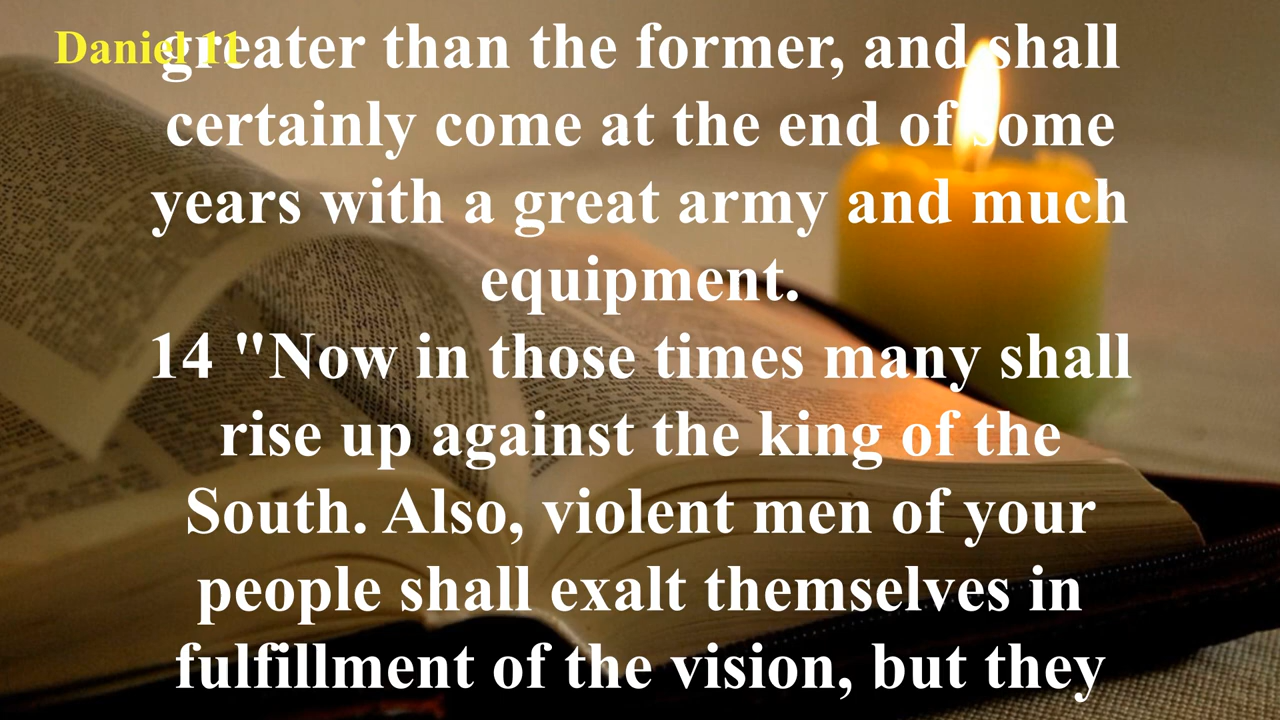 Daniel 11
greater than the former, and shall
certainly come at the end of some
years with a great army and much
equipment.
14 "Now in those times many shall
rise up against the king of the
South. Also, violent men of your
people shall exalt themselves in
fulfillment of the vision, but they